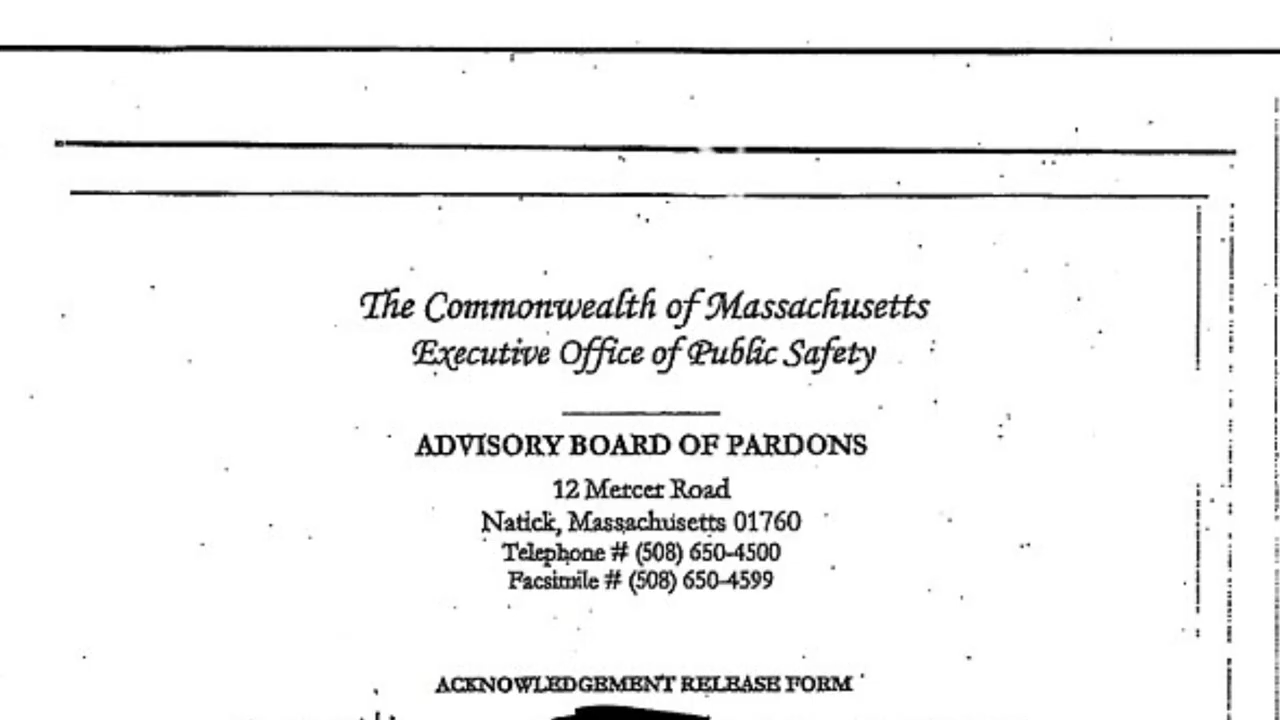 The Commonwealth of Massachusetts
Executive Office of Public Safety
ADVISORY BOARD OF PARDONS
12 Mercer Road
Natick, Massachusetts 01760
Telephone # (508) 650-4500
Facsimile # (508) 650-4599
ACKNOWLEDGEMENT RELEASE FORM